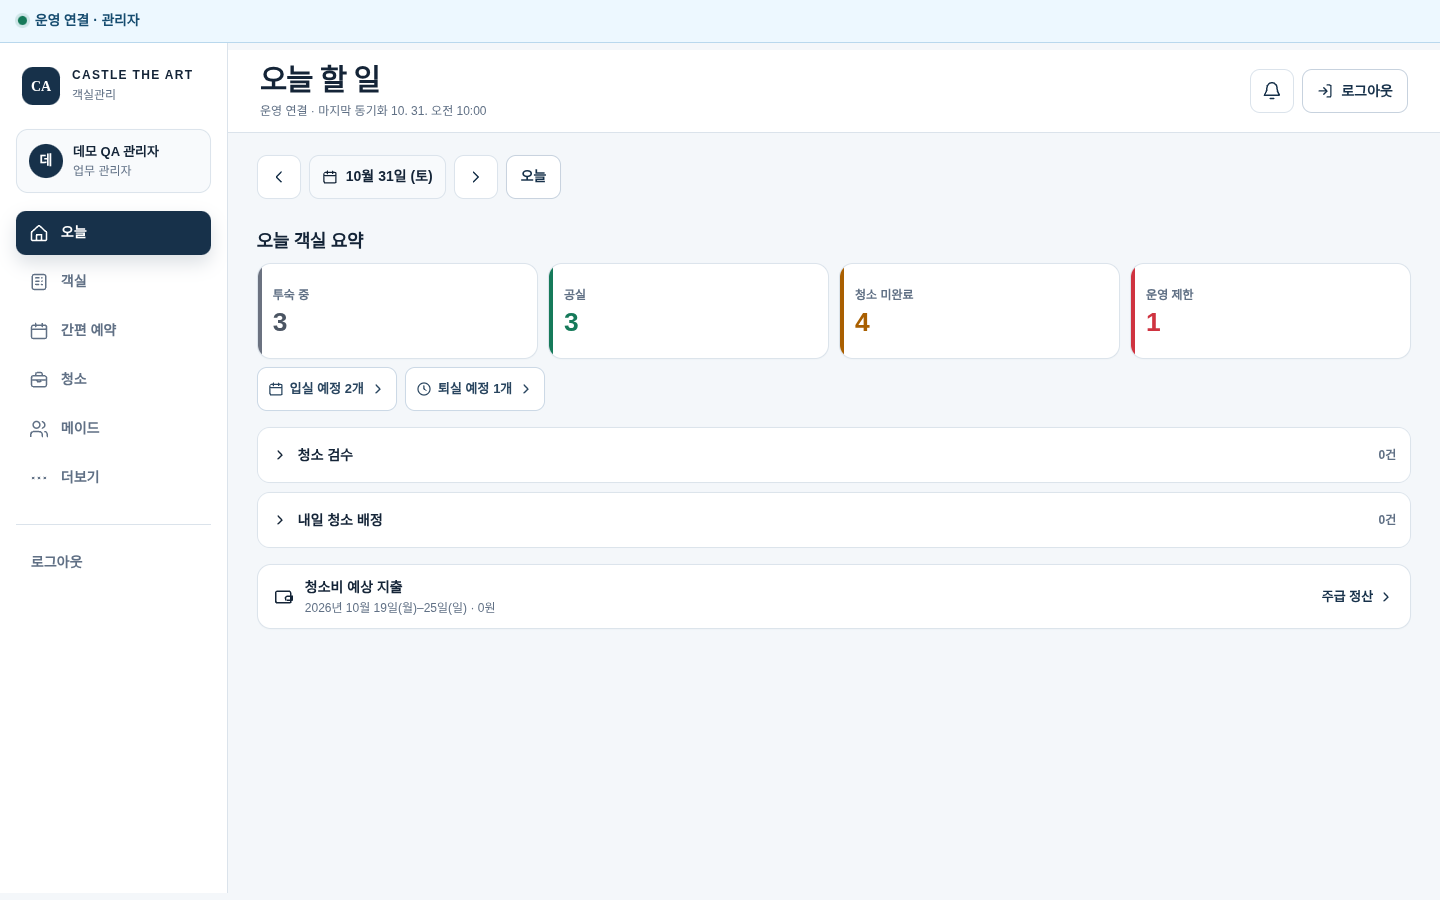 운영 연결 · 관리자
CA
CASTLE THE ART
객실관리
데
데모 QA 관리자
업무 관리자
오늘
객실
간편 예약
청소
메이드
더보기
로그아웃
오늘 할 일
운영 연결 · 마지막 동기화 10. 31. 오전 10:00
로그아웃
10월 31일 (토)
오늘
오늘 객실 요약
투숙 중
3
공실
3
청소 미완료
4
운영 제한
1
입실 예정 2개
퇴실 예정 1개
청소 검수
0건
내일 청소 배정
0건
청소비 예상 지출
2026년 10월 19일(월)–25일(일) · 0원
주급 정산